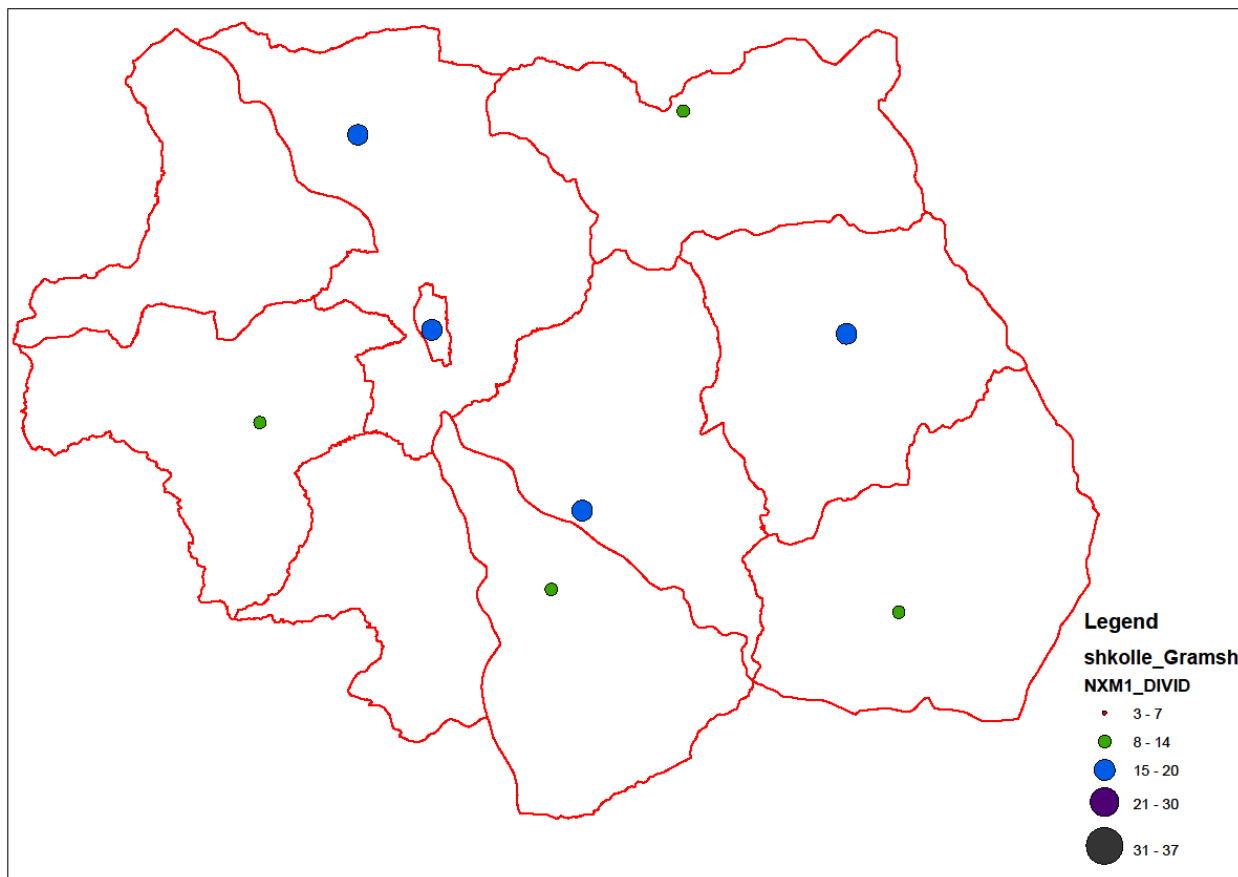 Legend
shkolle_Gramsh
NXM1_DIVID
3 - 7
8 - 14
15 - 20
21 - 30
31 - 37